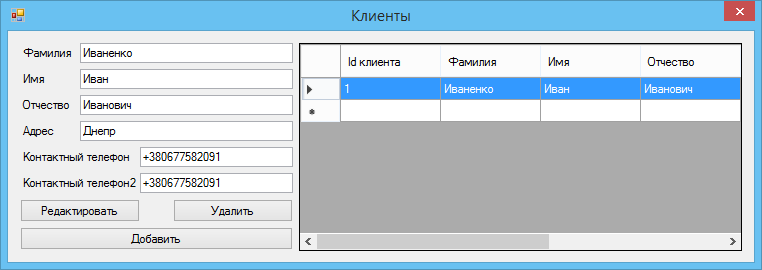 Клиенты
Фамилия Иваненко
Имя Иван
Отчество Иванович
Адрес Днепр
Контактный телефон +380677582091
Контактный телефон2 +380677582091
Редактировать Удалить
Добавить
Id клиента Фамилия Имя Отчество
1 Иваненко Иван Иванович